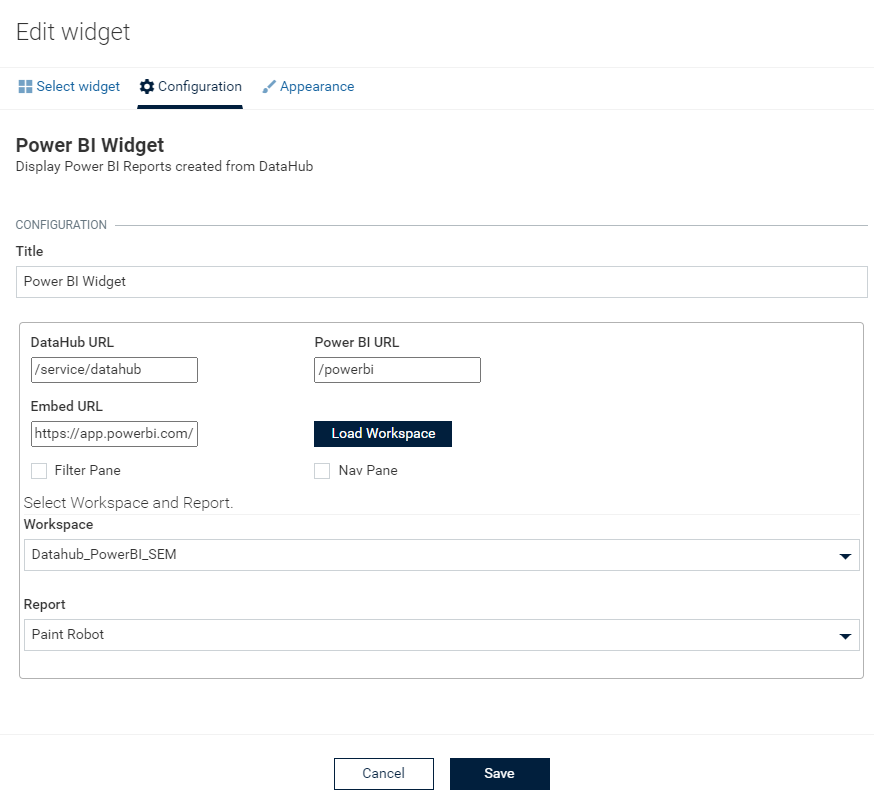 Edit widget
Select widget Configuration Appearance
Power BI Widget
Display Power BI Reports created from DataHub
CONFIGURATION
Title
Power BI Widget
DataHub URL Power BI URL
/service/datahub /powerbi
Embed URL
https://app.powerbi.com/ Load Workspace
Filter Pane Nav Pane
Select Workspace and Report.
Workspace
Datahub_PowerBI_SEM
Report
Paint Robot
Cancel Save